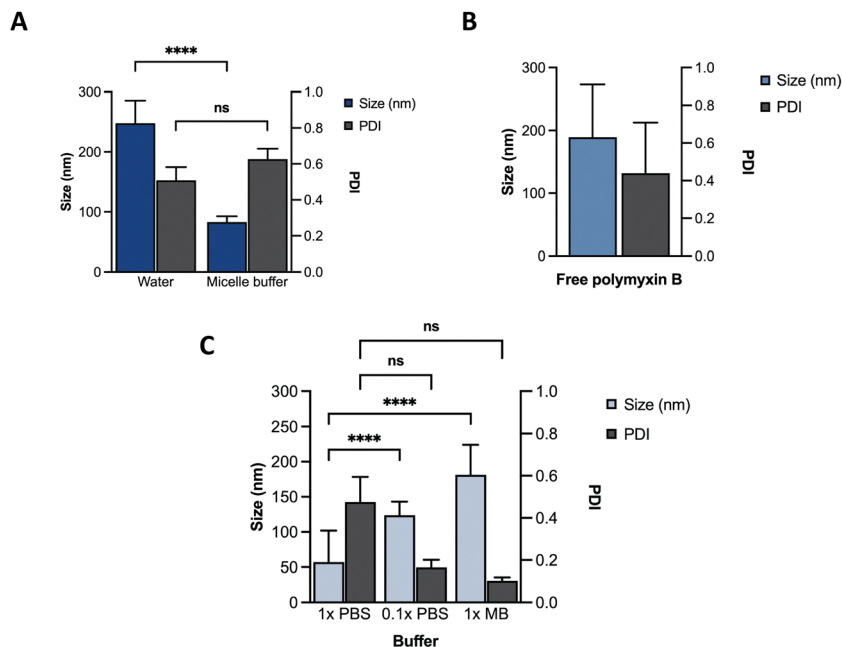 A
****
ns
300
200
100
0
Size (nm)
1.0
0.8
0.6
0.4
0.2
0.0
PDI
Size (nm)
PDI
Water
Micelle buffer
B
300
200
100
0
Size (nm)
1.0
0.8
0.6
0.4
0.2
0.0
PDI
Size (nm)
PDI
Free polymyxin B
C
ns
ns
****
****
300
250
200
150
100
50
0
Size (nm)
1.0
0.8
0.6
0.4
0.2
0.0
PDI
Size (nm)
PDI
1x PBS
0.1x PBS
1x MB
Buffer